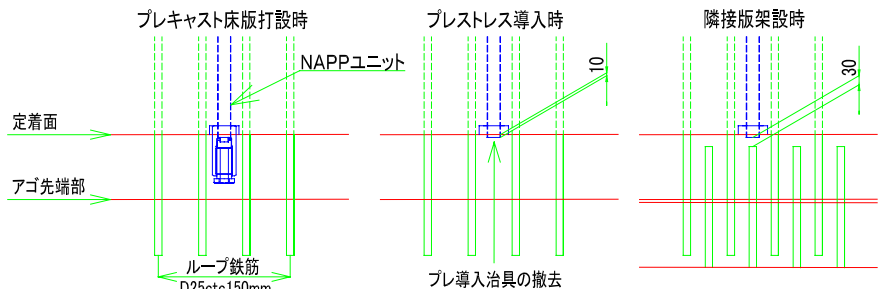 プレキャスト床版打設時
プレストレス導入時
隣接版架設時
NAPPユニット
10
30
定着面
アゴ先端部
ループ鉄筋
D25ctc150mm
プレ導入治具の撤去